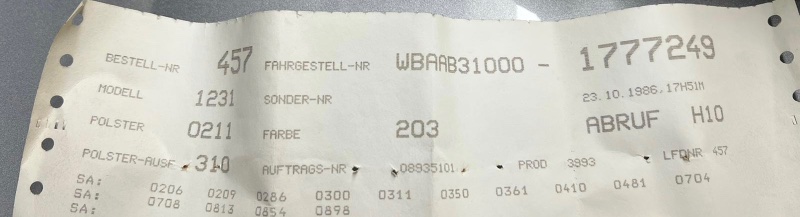 BESTELL-NR 457 FAHRGESTELL-NR WBAAB31000 - 1777249
MODELL 1231 SONDER-NR 23.10.1986,17H51M
POLSTER 0211 FARBE 203 ABRUF H10
POLSTER-AUSF 310 AUFTRAGS-NR 08935101 PROD 3993 LFDNR 457
SA: 0206 0209 0286 0300 0311 0350 0361 0410 0481 0704
SA: 0708 0813 0854 0898
SA: